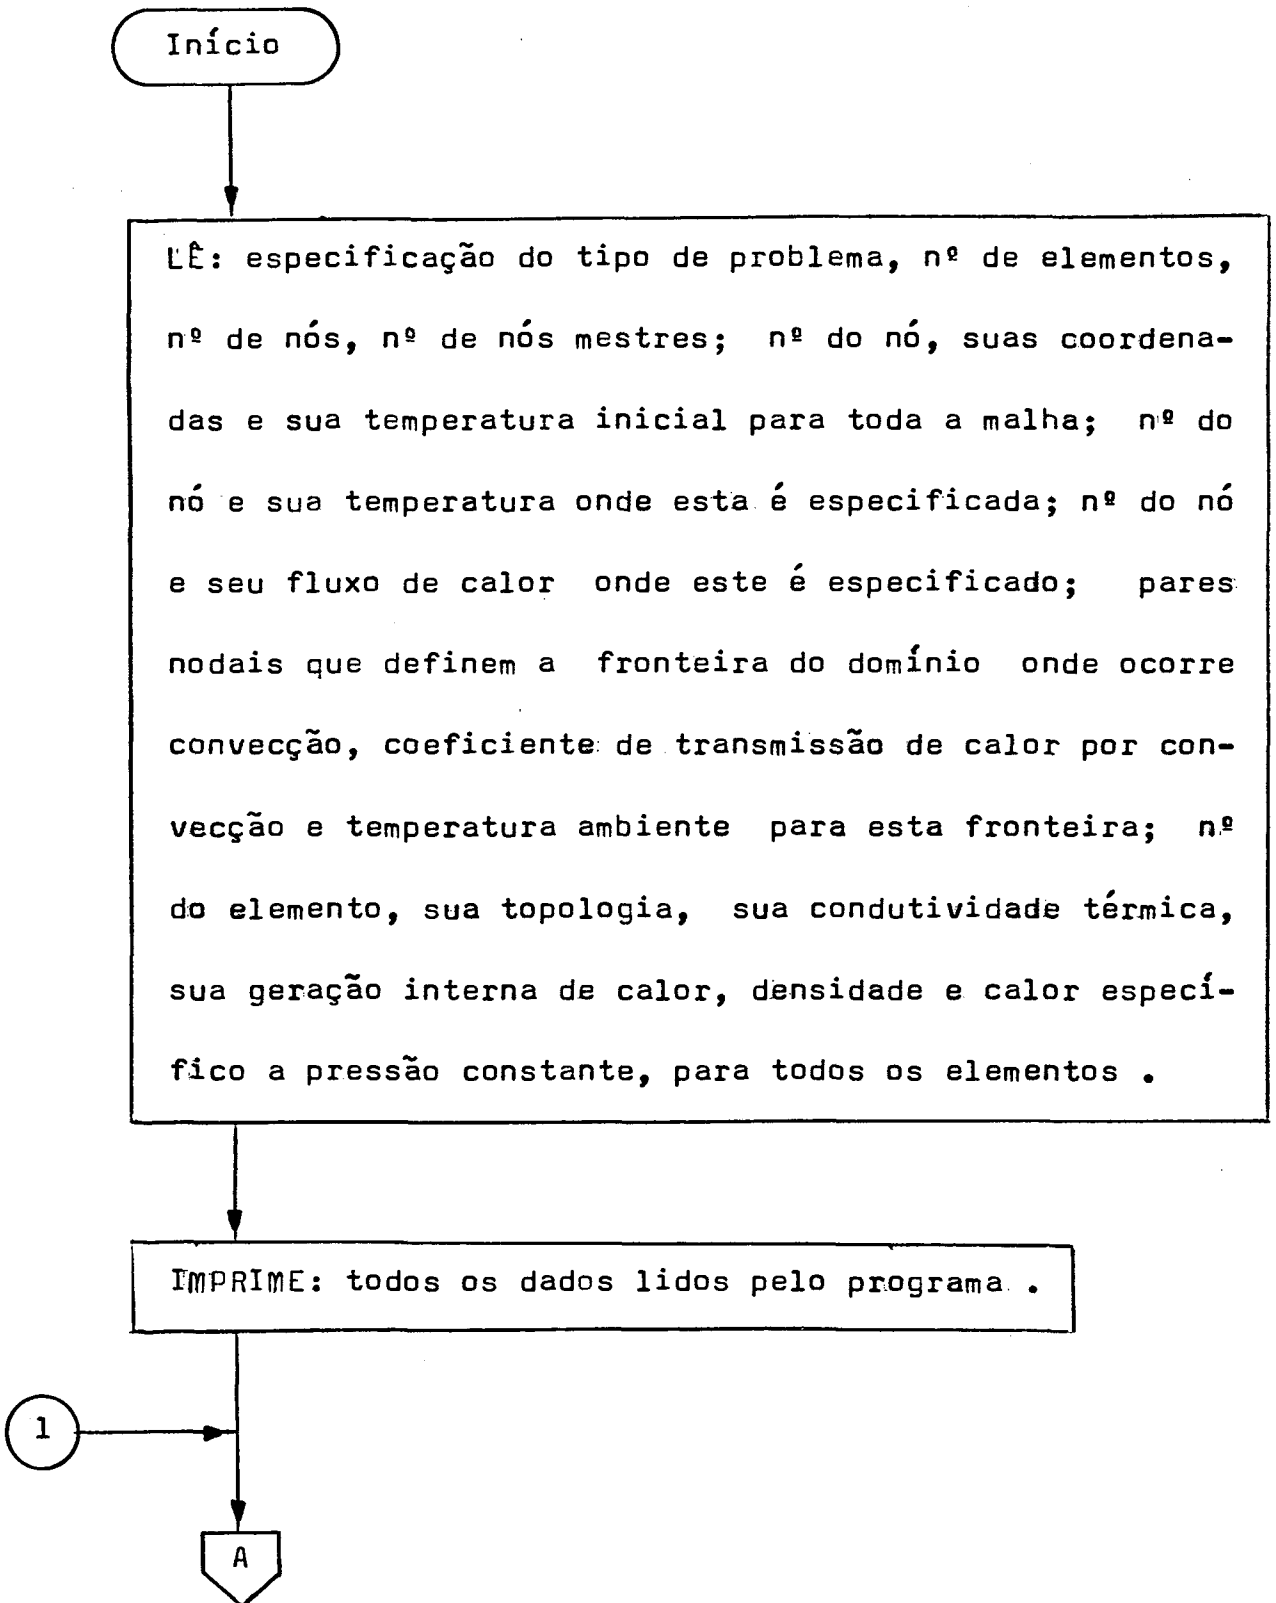 Início
LÊ: especificação do tipo de problema, nº de elementos,
nº de nós, nº de nós mestres; nº do nó, suas coordena-
das e sua temperatura inicial para toda a malha; nº do
nó e sua temperatura onde esta é especificada; nº do nó
e seu fluxo de calor onde este é especificado; pares
nodais que definem a fronteira do domínio onde ocorre
convecção, coeficiente de transmissão de calor por con-
vecção e temperatura ambiente para esta fronteira; nº
do elemento, sua topologia, sua condutividade térmica,
sua geração interna de calor, densidade e calor especí-
fico a pressão constante, para todos os elementos .
IMPRIME: todos os dados lidos pelo programa .
1
A